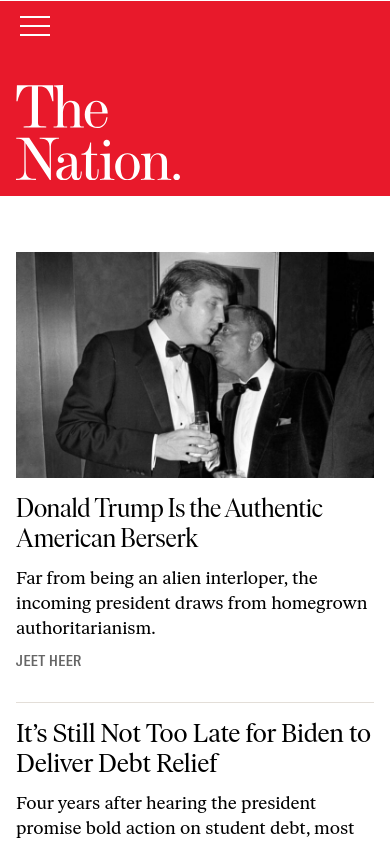 The
Nation.
Donald Trump Is the Authentic
American Berserk
Far from being an alien interloper, the
incoming president draws from homegrown
authoritarianism.
JEET HEER
It’s Still Not Too Late for Biden to
Deliver Debt Relief
Four years after hearing the president
promise bold action on student debt, most